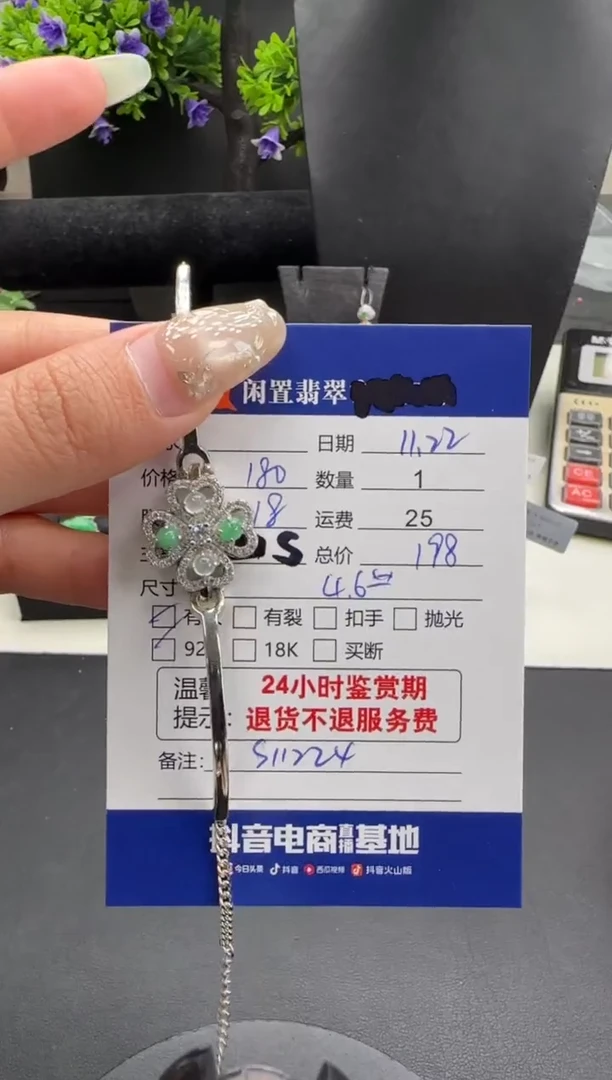 闲置翡翠
日期 11.22
价格 180 数量 1
18 运费 25
总价 198
尺寸 4.6
有 有裂 扣手 抛光
92 18K 买断
温 24小时鉴赏期
提示: 退货不退服务费
备注: S11224
抖音电商直播基地
今日头条 抖音 西瓜视频 抖音火山版
CE
AC